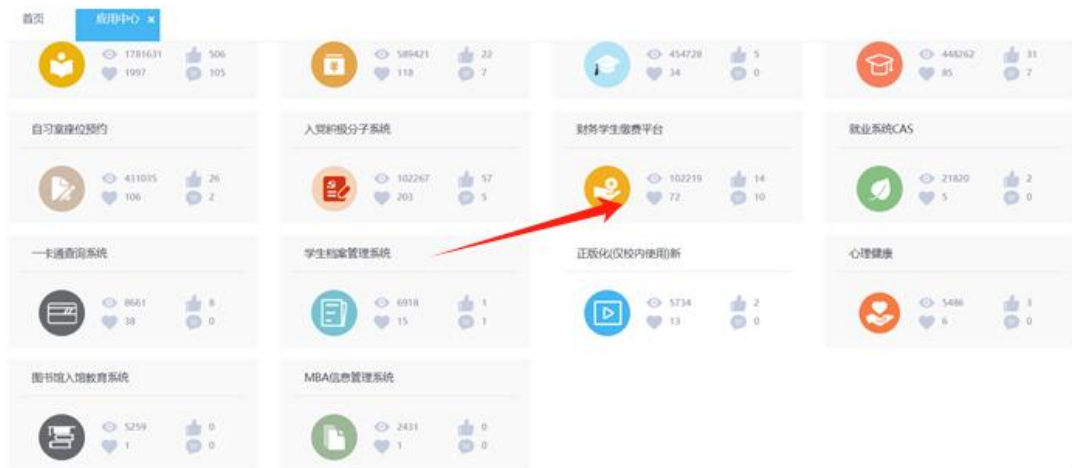 首页 应用中心 ×
1781631 506 589421 22 454728 5 448262 31
1997 105 118 7 34 0 85 7
自习室座位预约 入党积极分子系统 财务学生缴费平台 就业系统CAS
431035 26 102267 57 102219 14 21820 2
106 2 203 5 72 10 5 0
一卡通查询系统 学生档案管理系统 正版化(仅校内使用)新 心理健康
8661 8 6918 1 5734 2 5486 3
38 0 15 1 13 0 6 0
图书馆入馆教育系统 MBA信息管理系统
5259 0 2431 0
1 0 1 0